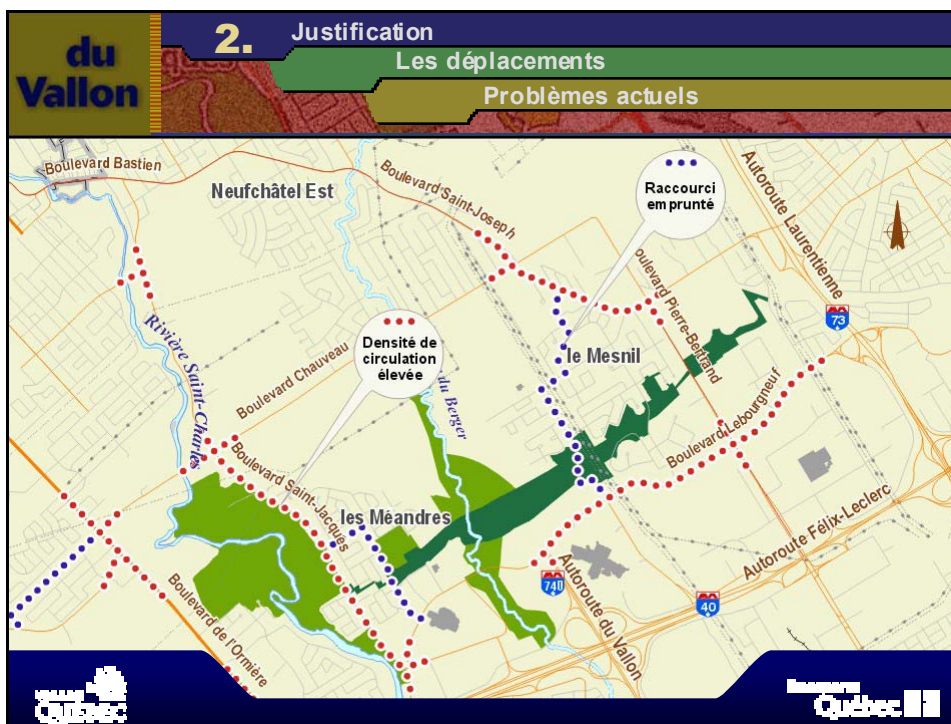 du
Vallon
2.
Justification
Les déplacements
Problèmes actuels
Boulevard Bastien
Neufchâtel Est
Boulevard Saint-Joseph
Raccourci
emprunté
Autoroute Laurentienne
73
oulevard Pierre-Bertrand
le Mesnil
Rivière Saint-Charles
Densité de
circulation
élevée
Boulevard Chauveau
du Berger
Boulevard Lebourgneuf
Boulevard Saint-Jacques
les Méandres
Autoroute Félix-Leclerc
740
40
Autoroute du Vallon
Boulevard de l'Ormière
Québec